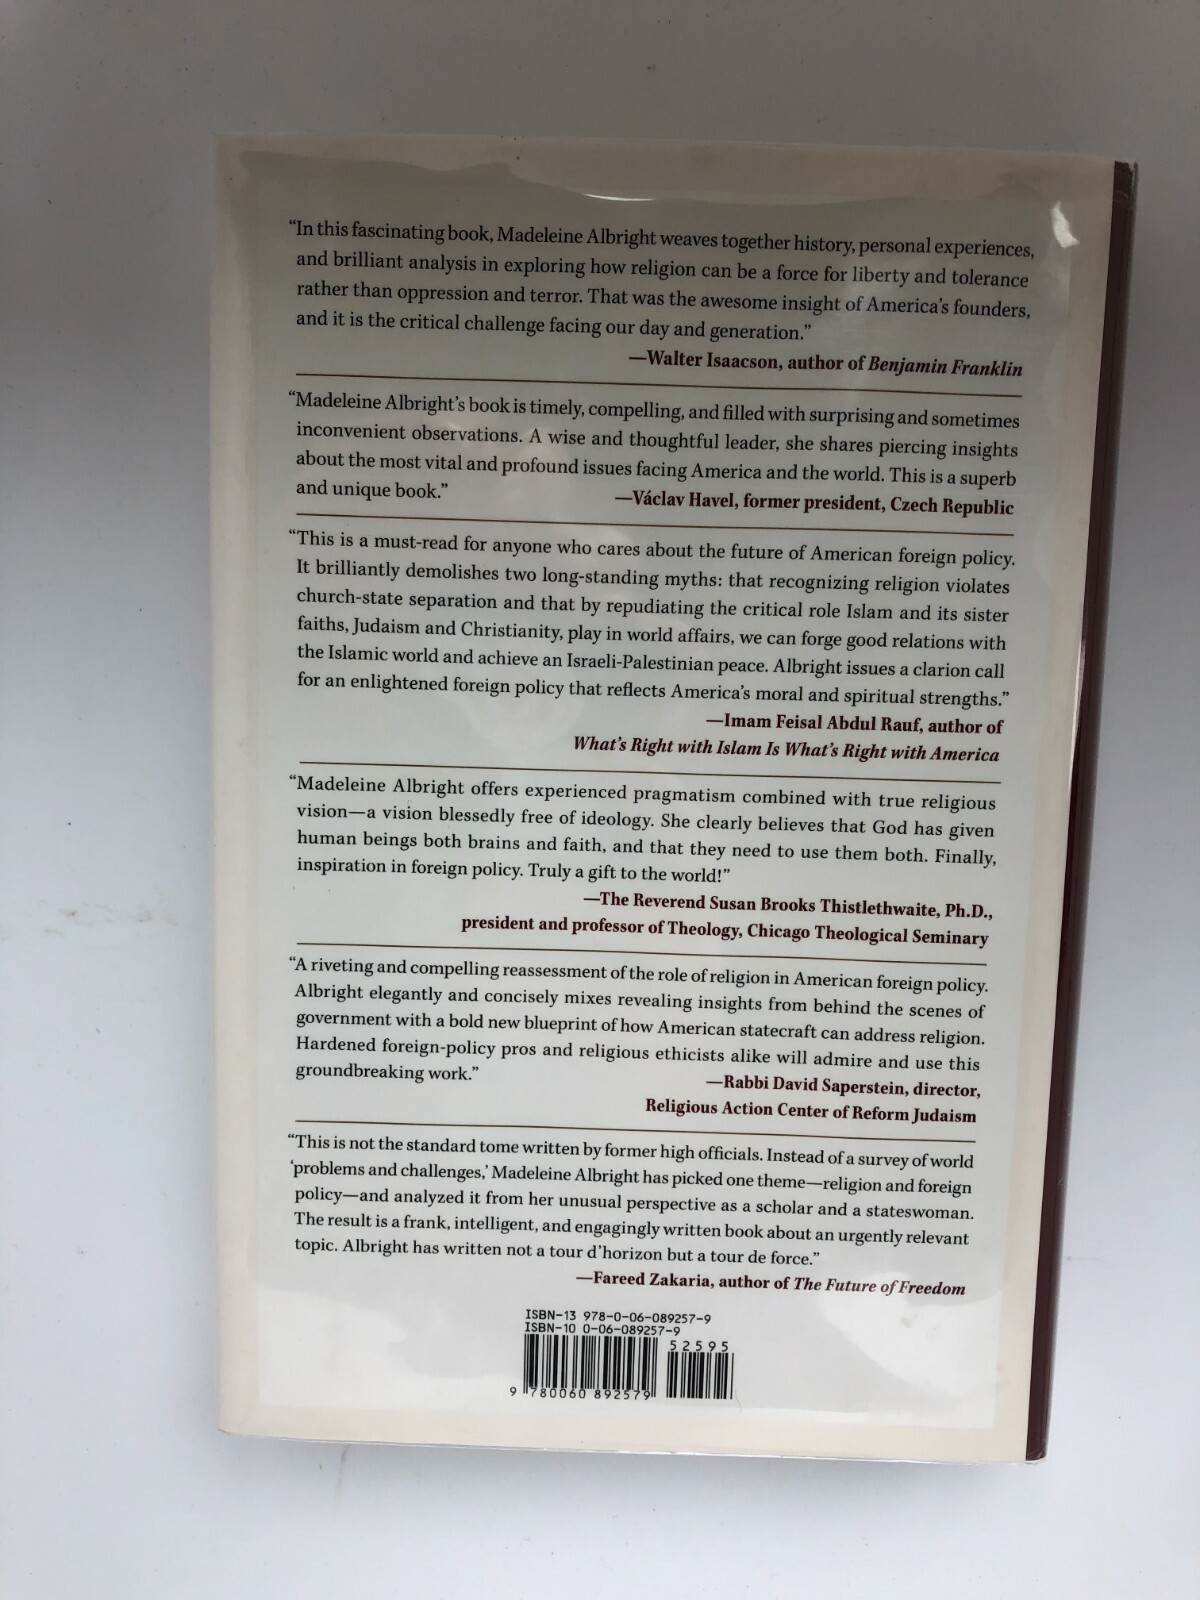 “In this fascinating book, Madeleine Albright weaves together history, personal experiences,
and brilliant analysis in exploring how religion can be a force for liberty and tolerance
rather than oppression and terror. That was the awesome insight of America’s founders,
and it is the critical challenge facing our day and generation.”
—Walter Isaacson, author of Benjamin Franklin
“Madeleine Albright’s book is timely, compelling, and filled with surprising and sometimes
inconvenient observations. A wise and thoughtful leader, she shares piercing insights
about the most vital and profound issues facing America and the world. This is a superb
and unique book.” —Václav Havel, former president, Czech Republic
“This is a must-read for anyone who cares about the future of American foreign policy.
It brilliantly demolishes two long-standing myths: that recognizing religion violates
church-state separation and that by repudiating the critical role Islam and its sister
faiths, Judaism and Christianity, play in world affairs, we can forge good relations with
the Islamic world and achieve an Israeli-Palestinian peace. Albright issues a clarion call
for an enlightened foreign policy that reflects America’s moral and spiritual strengths.”
—Imam Feisal Abdul Rauf, author of
What’s Right with Islam Is What’s Right with America
“Madeleine Albright offers experienced pragmatism combined with true religious
vision—a vision blessedly free of ideology. She clearly believes that God has given
human beings both brains and faith, and that they need to use them both. Finally,
inspiration in foreign policy. Truly a gift to the world!”
—The Reverend Susan Brooks Thistlethwaite, Ph.D.,
president and professor of Theology, Chicago Theological Seminary
“A riveting and compelling reassessment of the role of religion in American foreign policy.
Albright elegantly and concisely mixes revealing insights from behind the scenes of
government with a bold new blueprint of how American statecraft can address religion.
Hardened foreign-policy pros and religious ethicists alike will admire and use this
groundbreaking work.” —Rabbi David Saperstein, director,
Religious Action Center of Reform Judaism
“This is not the standard tome written by former high officials. Instead of a survey of world
‘problems and challenges,’ Madeleine Albright has picked one theme—religion and foreign
policy—and analyzed it from her unusual perspective as a scholar and a stateswoman.
The result is a frank, intelligent, and engagingly written book about an urgently relevant
topic. Albright has written not a tour d’horizon but a tour de force.”
—Fareed Zakaria, author of The Future of Freedom
ISBN-13 978-0-06-089257-9
ISBN-10 0-06-089257-9
52595
9 780060 892579